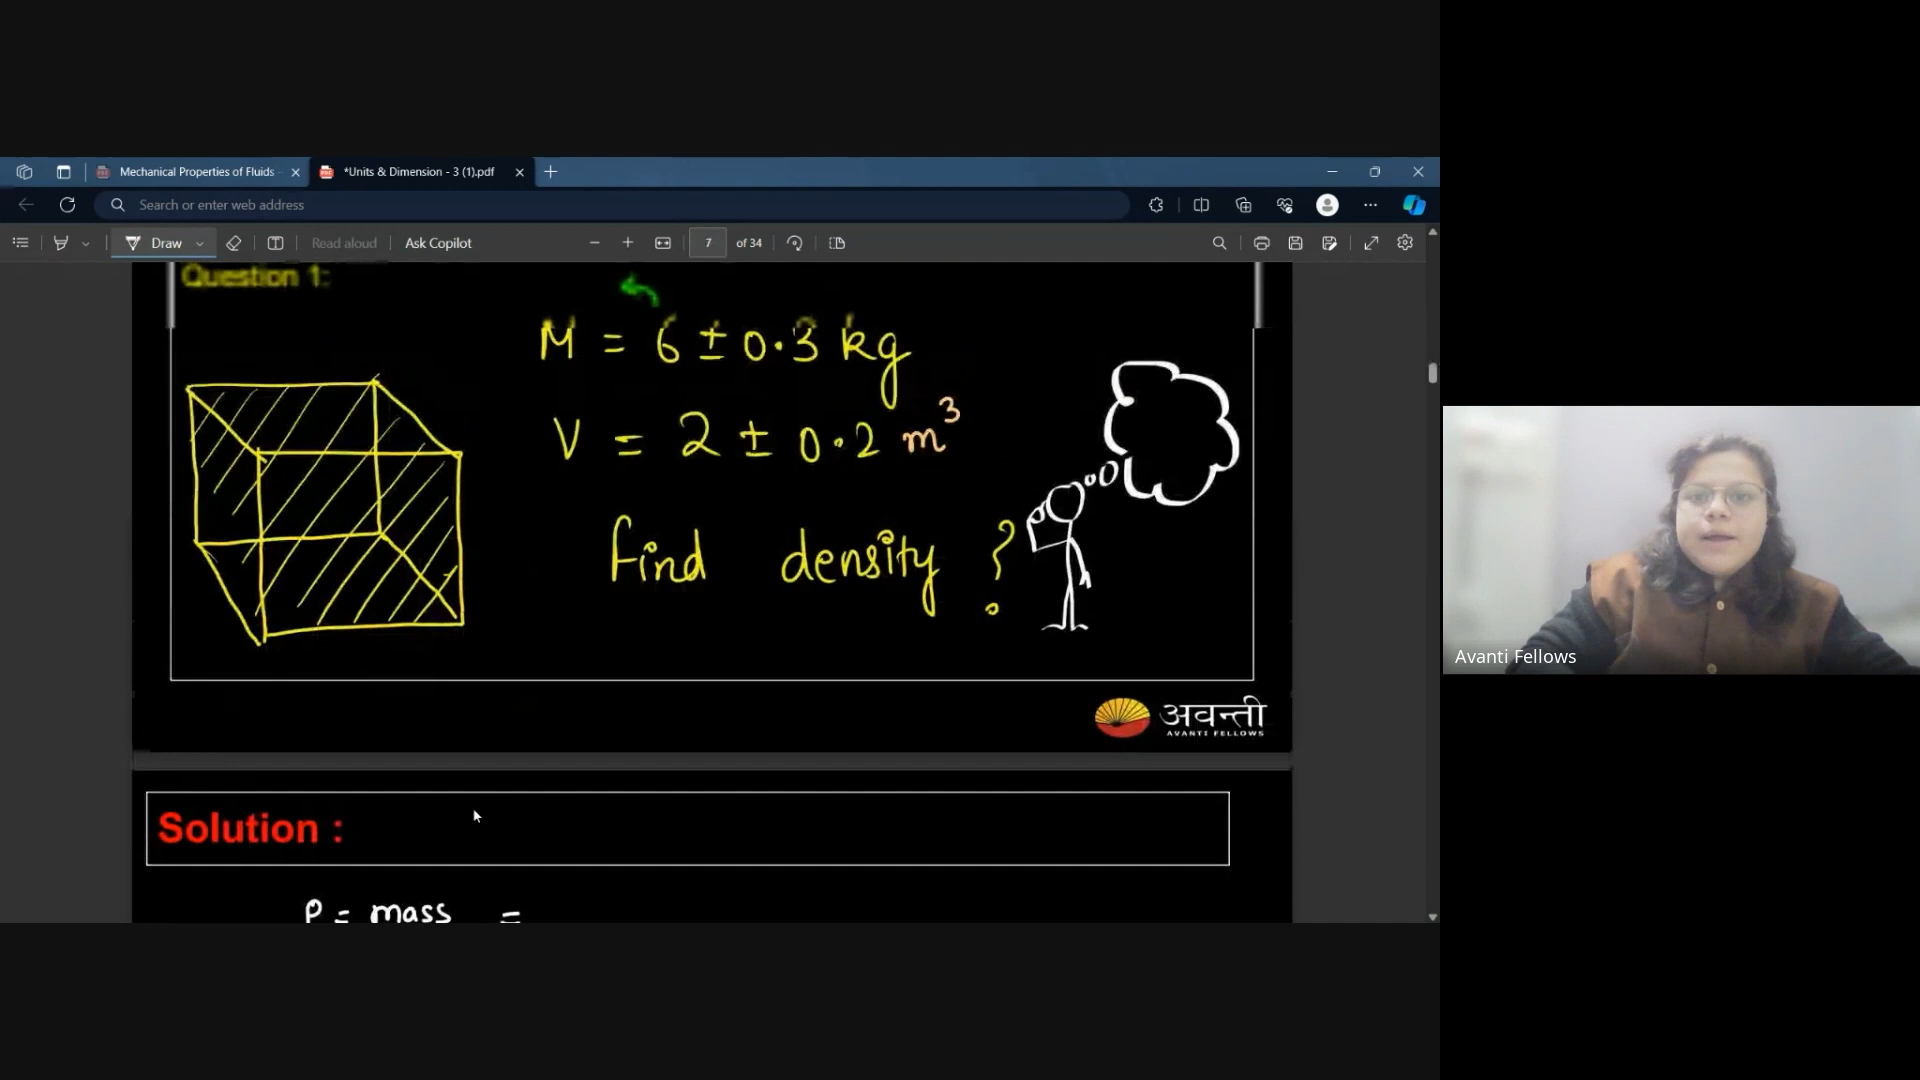 Mechanical Properties of Fluids
*Units & Dimension - 3 (1).pdf
Search or enter web address
Draw
Read aloud
Ask Copilot
7
of 34
Question 1:
M = 6 ± 0.3 kg
V = 2 ± 0.2 m³
Find density ?
अवन्ती
AVANTI FELLOWS
Solution :
ρ = mass =
Avanti Fellows